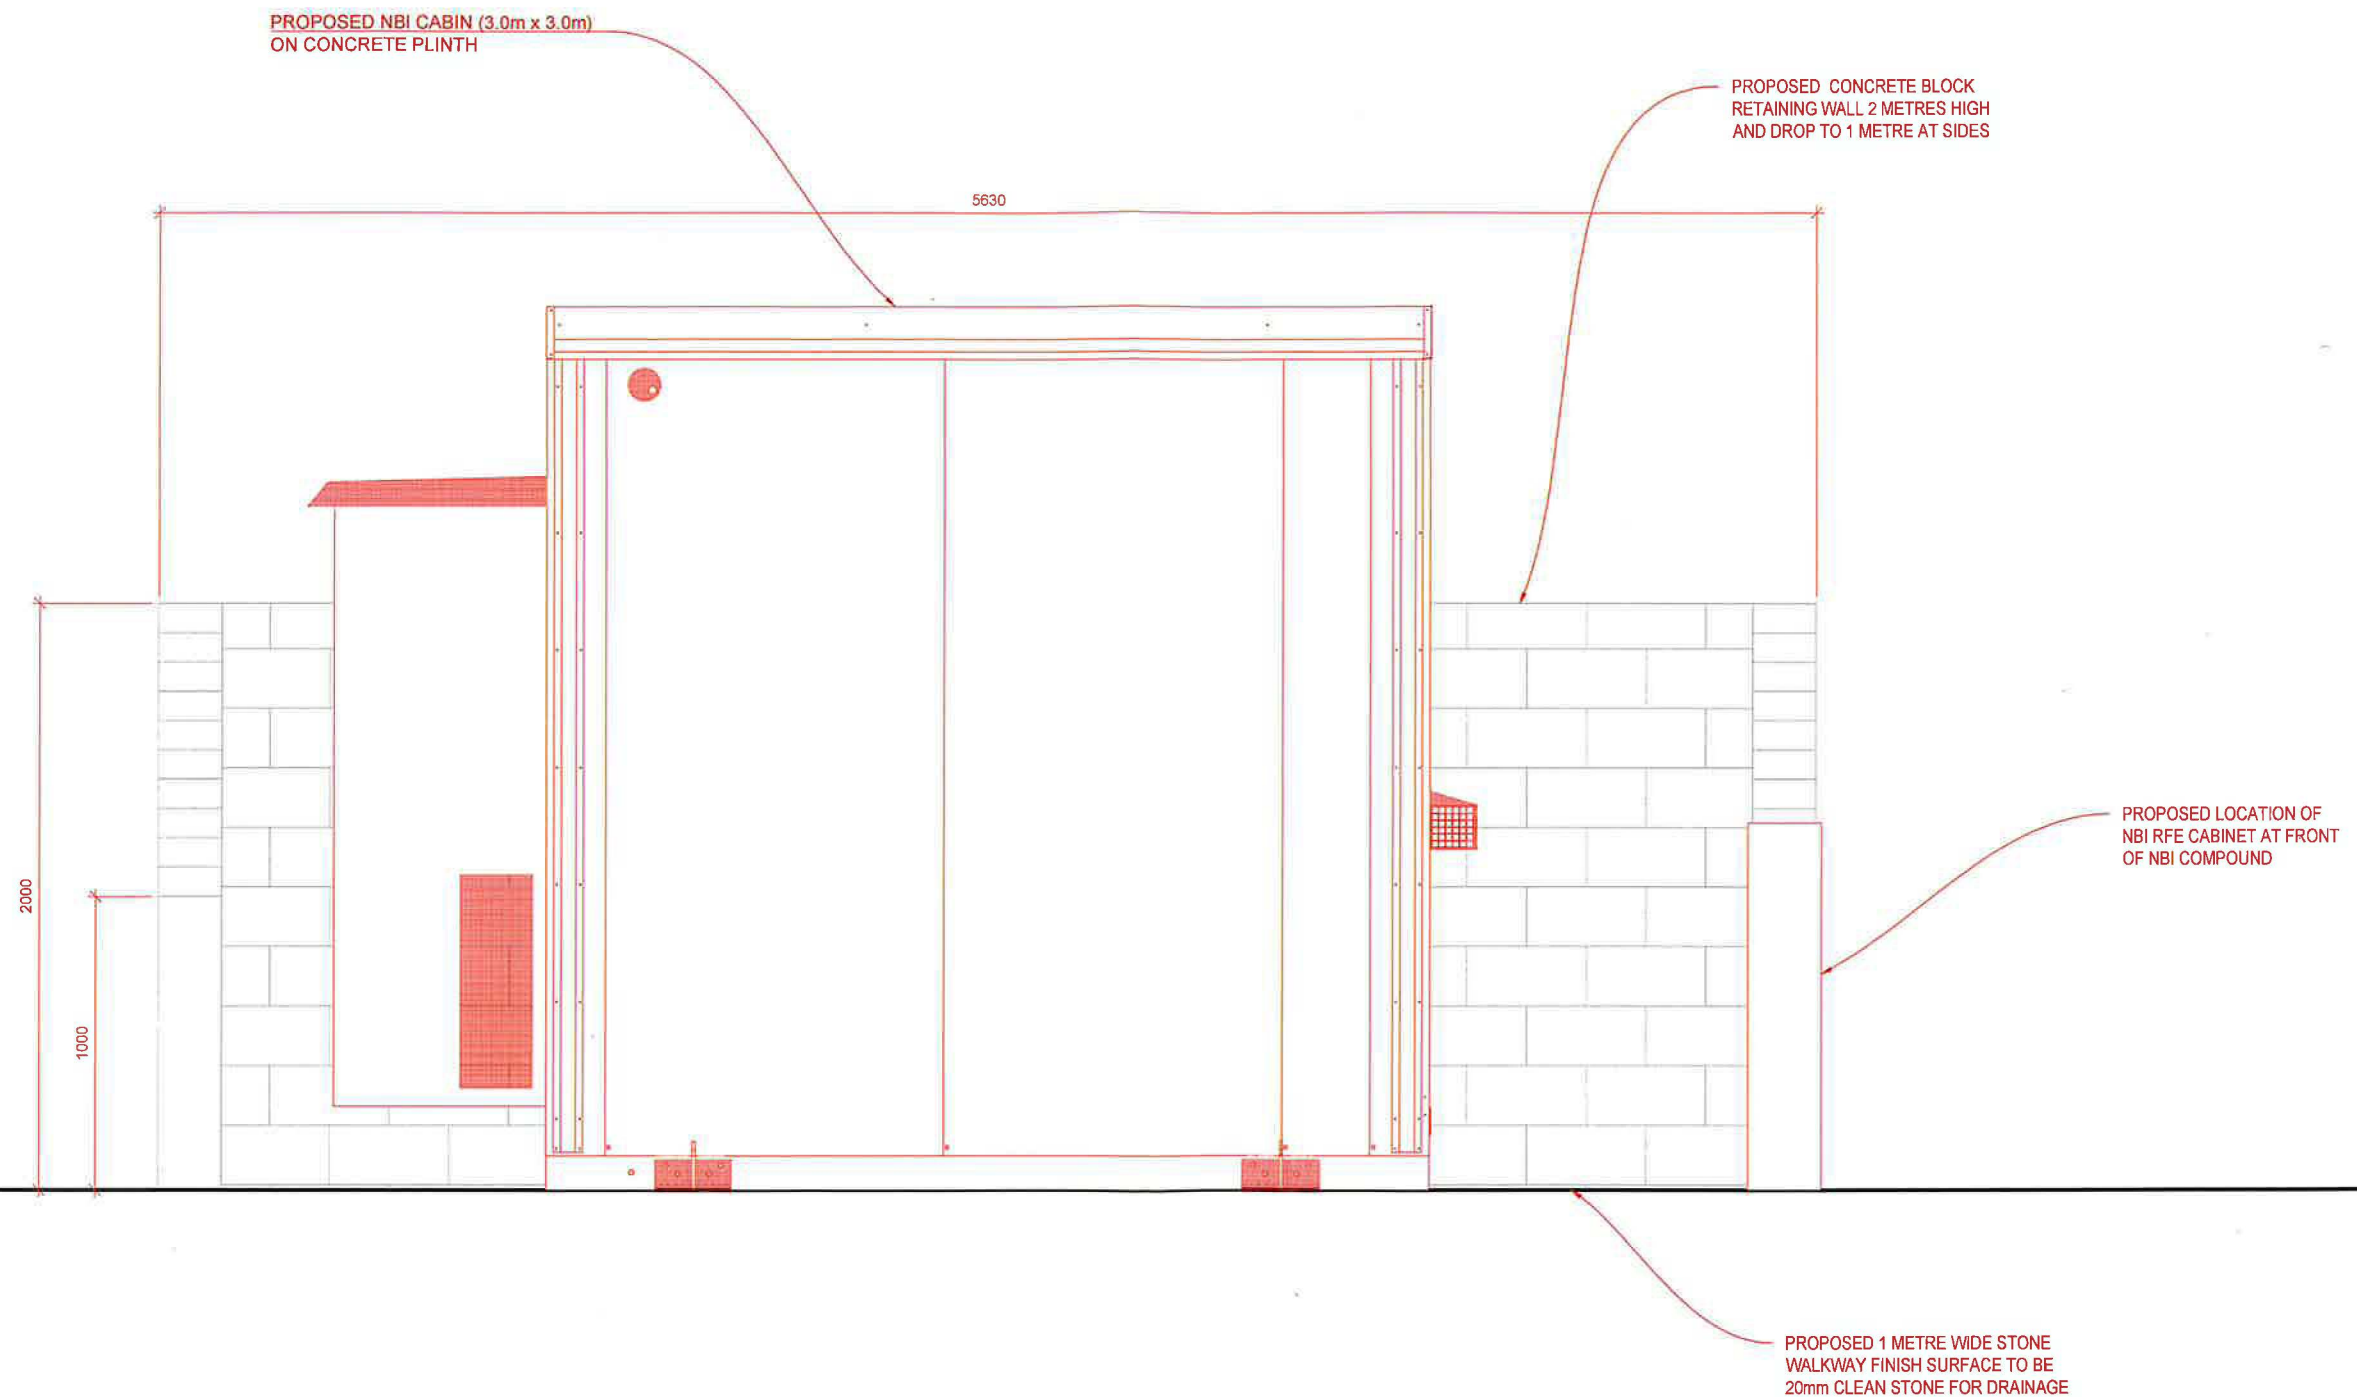 PROPOSED NBI CABIN (3.0m x 3.0m)
ON CONCRETE PLINTH
PROPOSED CONCRETE BLOCK
RETAINING WALL 2 METRES HIGH
AND DROP TO 1 METRE AT SIDES
5630
2000
1000
PROPOSED LOCATION OF
NBI RFE CABINET AT FRONT
OF NBI COMPOUND
PROPOSED 1 METRE WIDE STONE
WALKWAY FINISH SURFACE TO BE
20mm CLEAN STONE FOR DRAINAGE